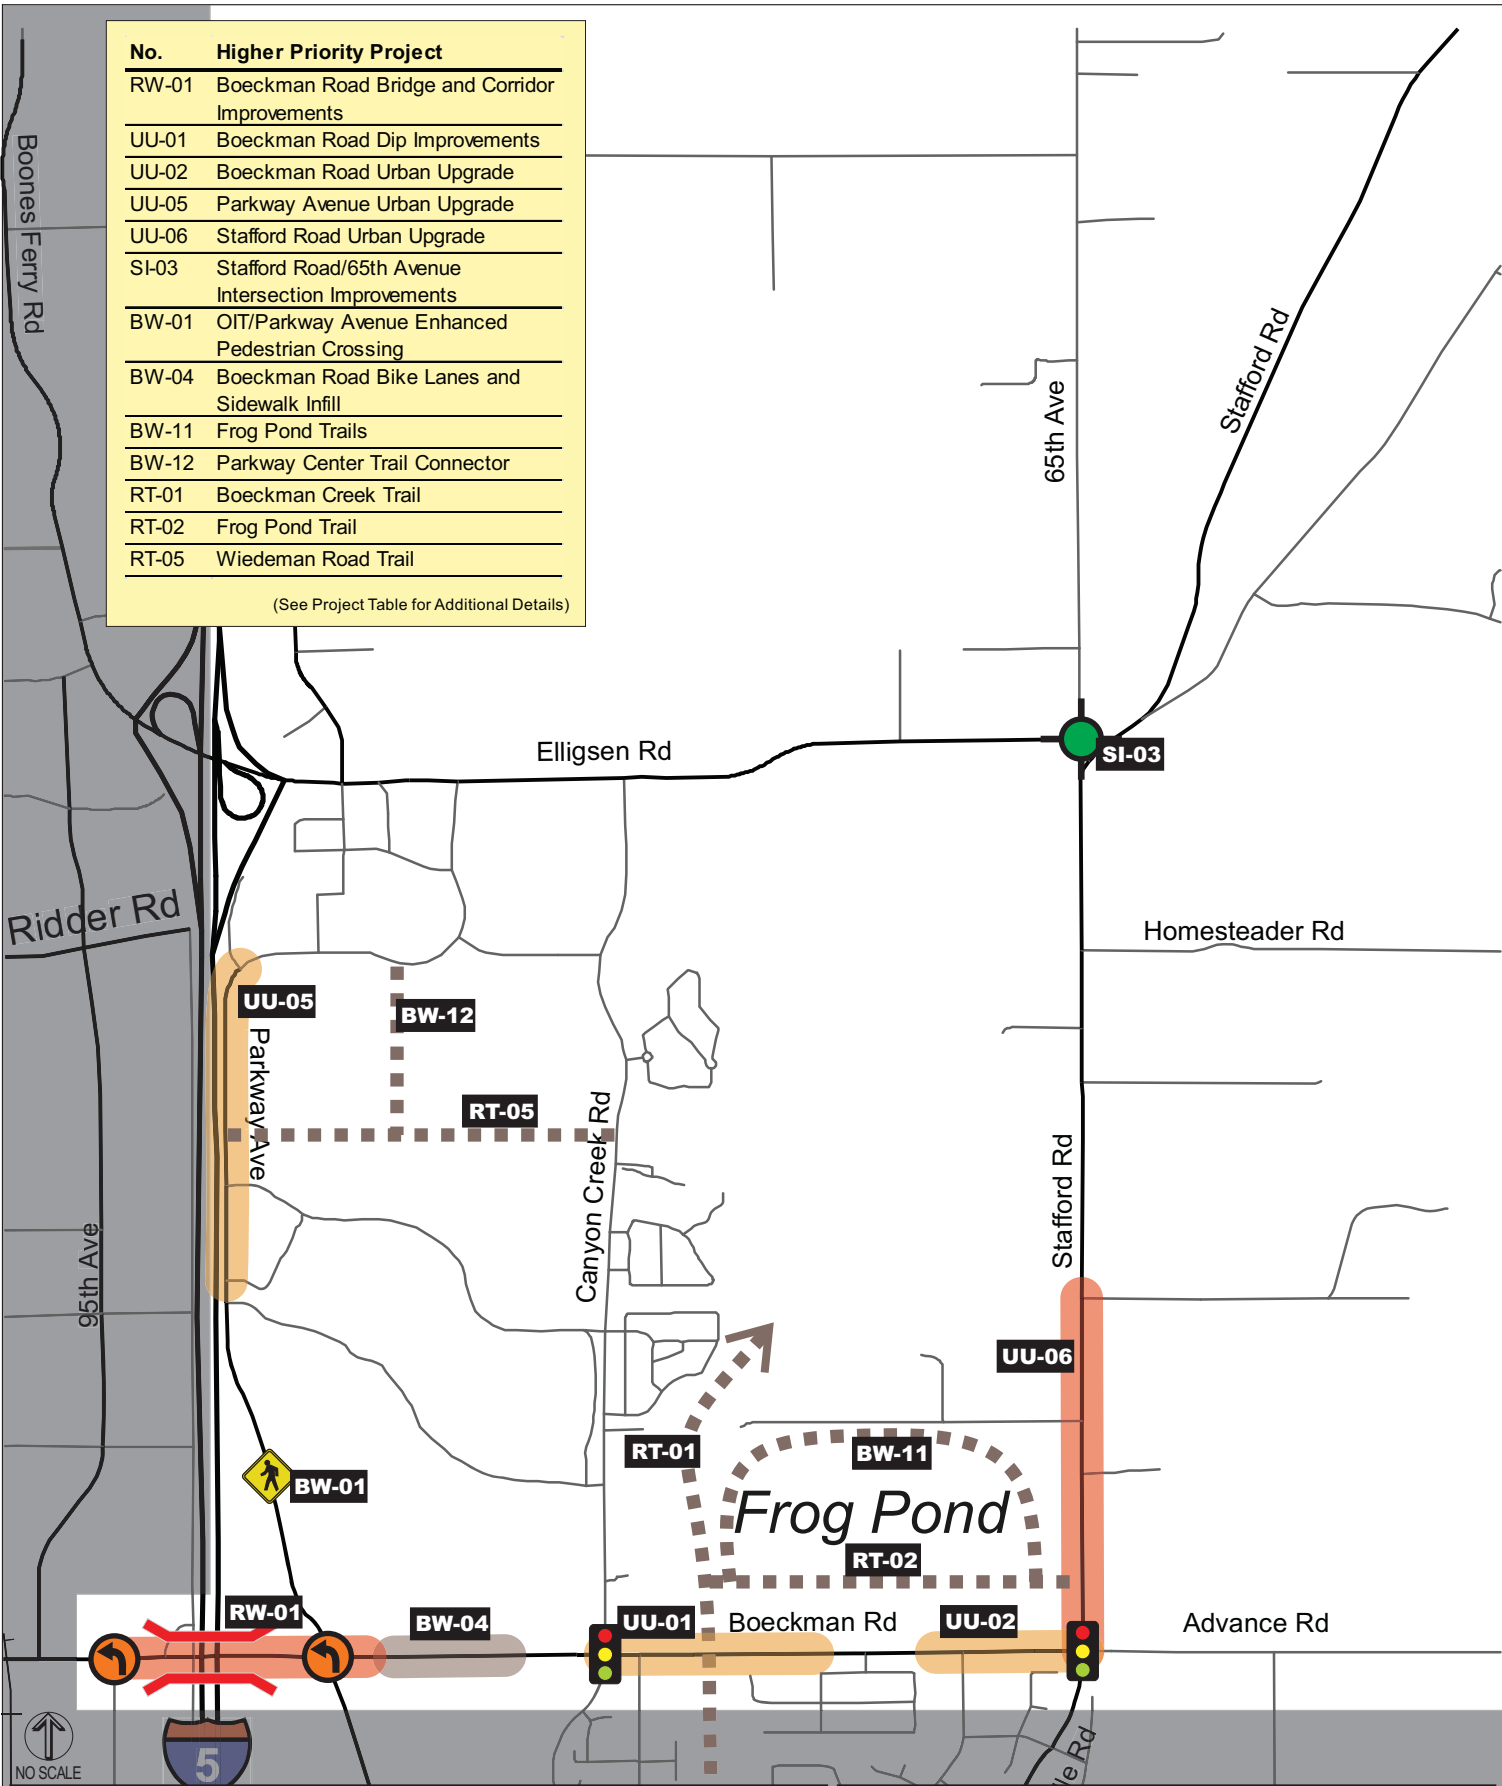 No. Higher Priority Project
RW-01 Boeckman Road Bridge and Corridor
Improvements
UU-01 Boeckman Road Dip Improvements
UU-02 Boeckman Road Urban Upgrade
UU-05 Parkway Avenue Urban Upgrade
UU-06 Stafford Road Urban Upgrade
SI-03 Stafford Road/65th Avenue
Intersection Improvements
BW-01 OIT/Parkway Avenue Enhanced
Pedestrian Crossing
BW-04 Boeckman Road Bike Lanes and
Sidewalk Infill
BW-11 Frog Pond Trails
BW-12 Parkway Center Trail Connector
RT-01 Boeckman Creek Trail
RT-02 Frog Pond Trail
RT-05 Wiedeman Road Trail
(See Project Table for Additional Details)
Boones Ferry Rd
Stafford Rd
65th Ave
Elligsen Rd
SI-03
Ridder Rd
Homesteader Rd
UU-05
BW-12
Parkway Ave
RT-05
Canyon Creek Rd
Stafford Rd
95th Ave
UU-06
RT-01
BW-11
BW-01
Frog Pond
RT-02
RW-01
BW-04
UU-01
Boeckman Rd
UU-02
Advance Rd
5
NO SCALE
le Rd